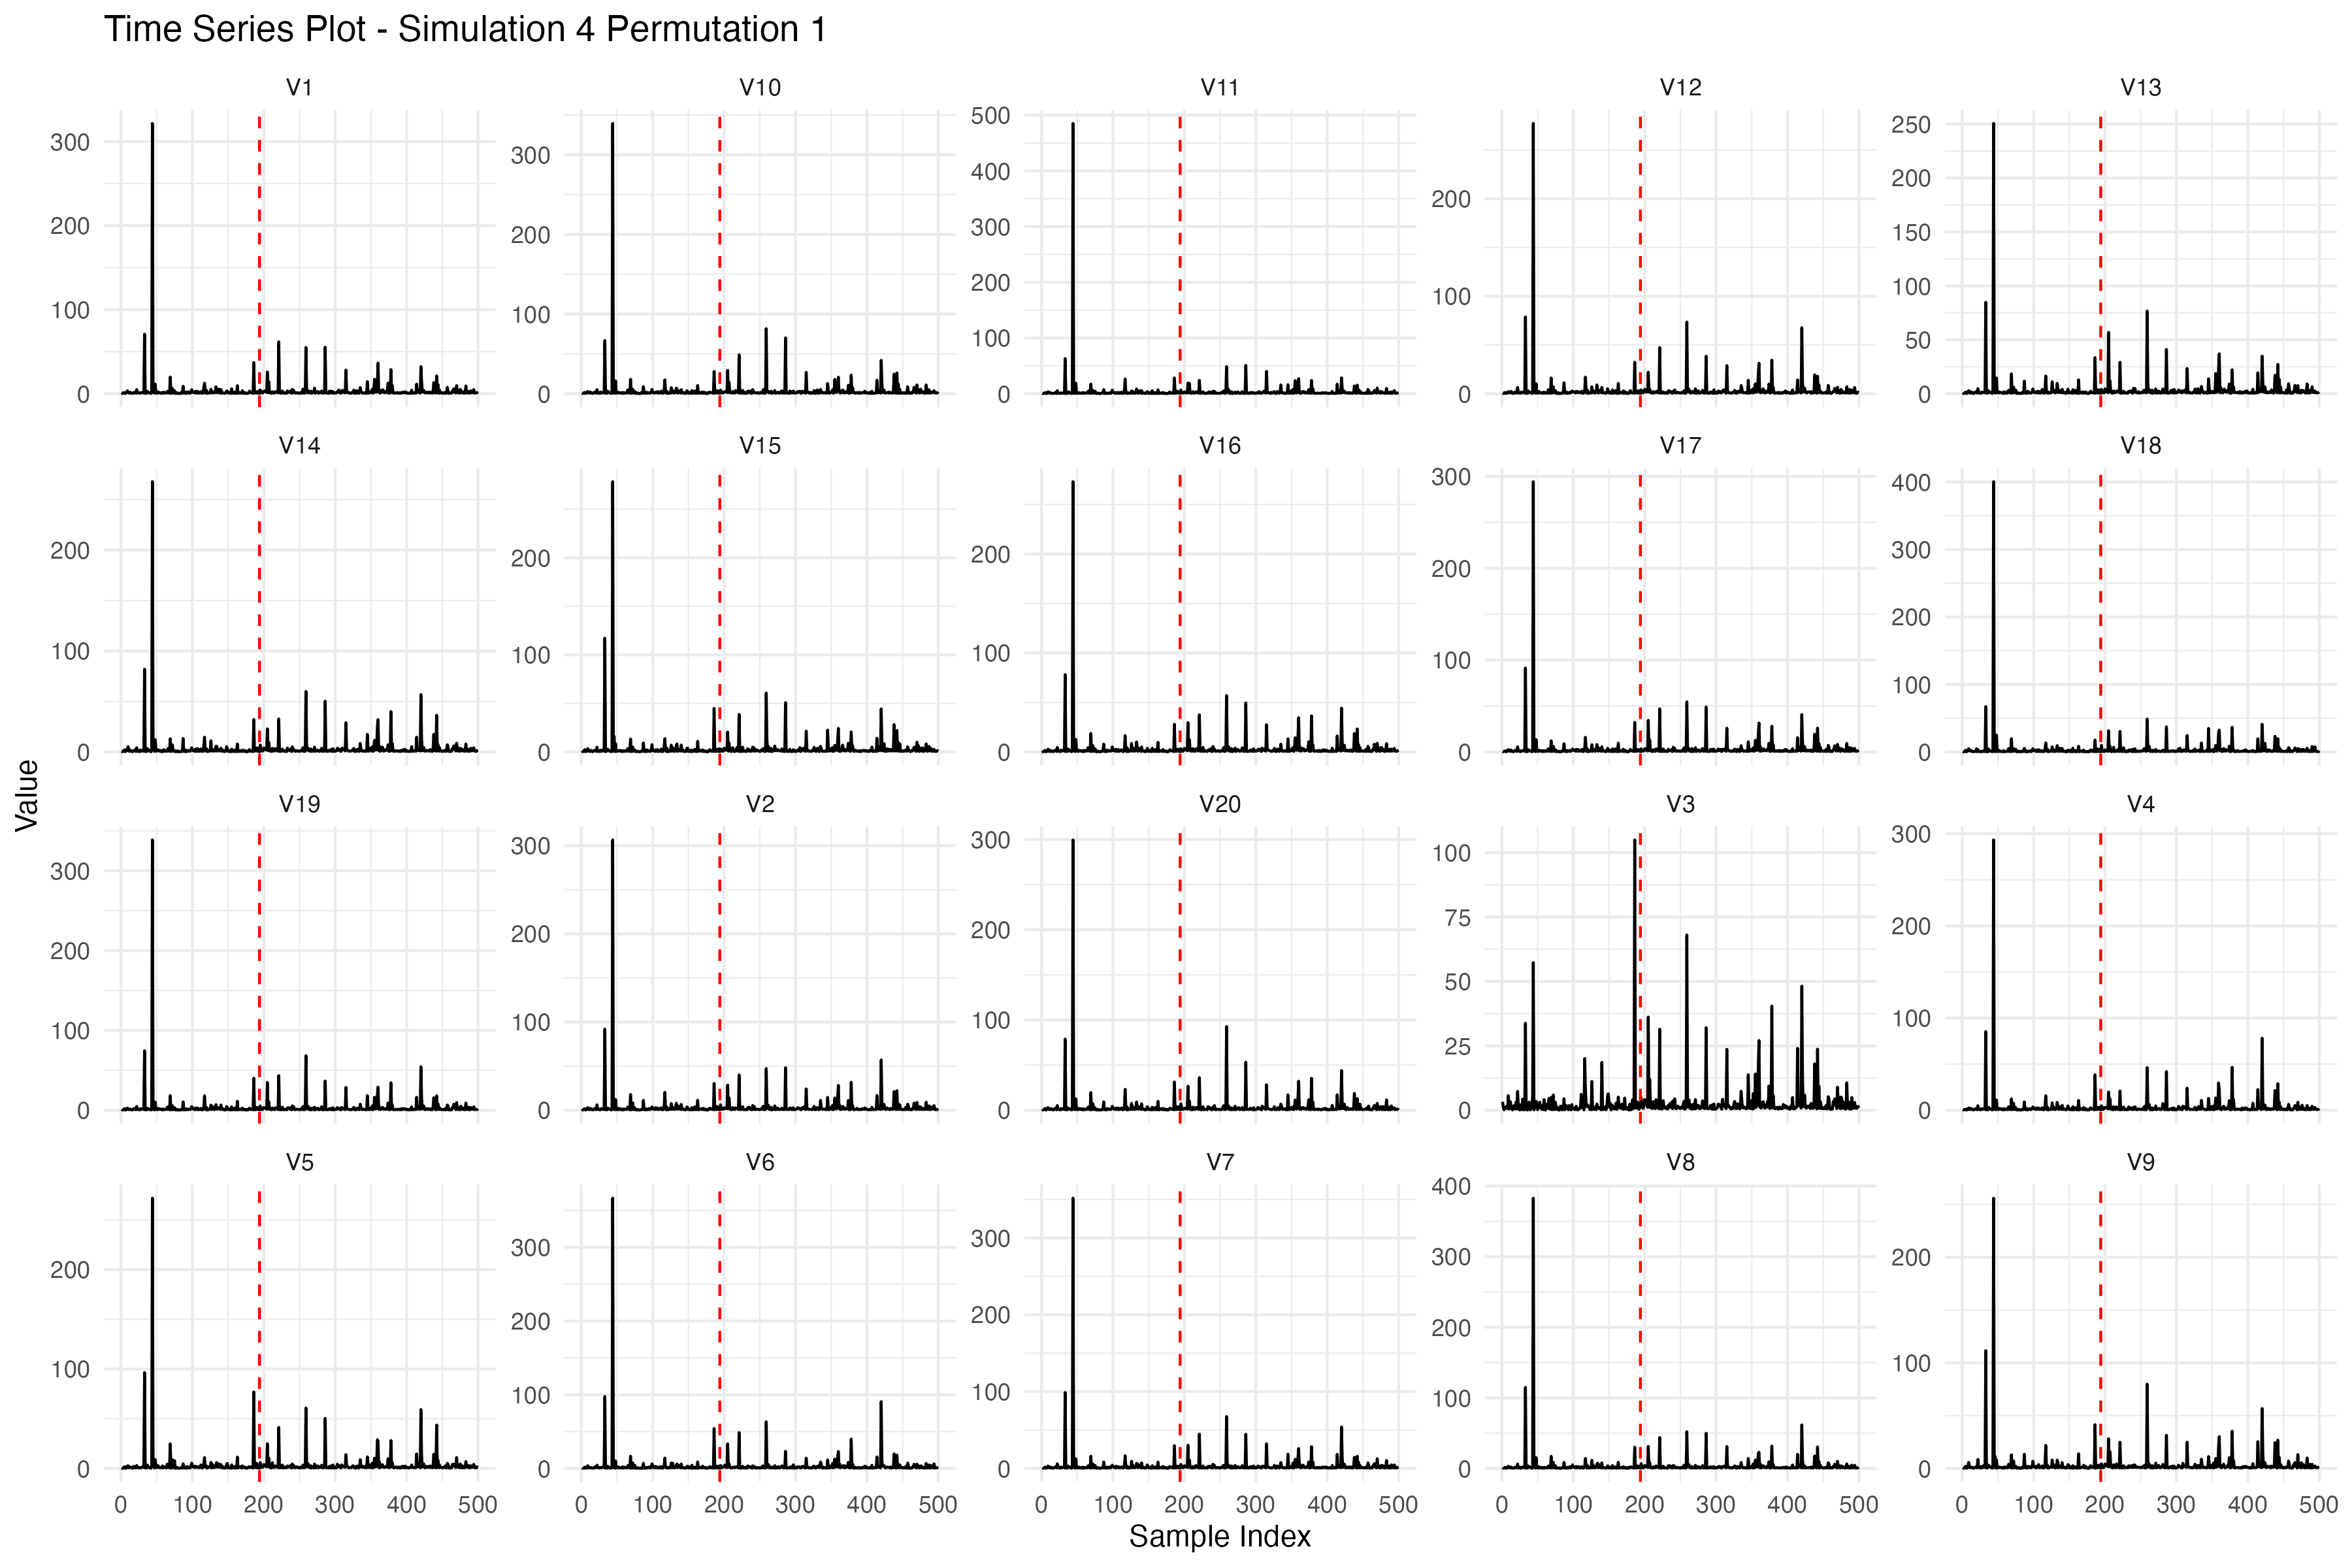 Time Series Plot - Simulation 4 Permutation 1
V1 V10 V11 V12 V13
300 200 100 0
300 200 100 0
500 400 300 200 100 0
200 100 0
250 200 150 100 50 0
V14 V15 V16 V17 V18
200 100 0
200 100 0
200 100 0
300 200 100 0
400 300 200 100 0
Value
V19 V2 V20 V3 V4
300 200 100 0
300 200 100 0
300 200 100 0
100 75 50 25 0
300 200 100 0
V5 V6 V7 V8 V9
200 100 0
300 200 100 0
300 200 100 0
400 300 200 100 0
200 100 0
0 100 200 300 400 500 0 100 200 300 400 500 0 100 200 300 400 500 0 100 200 300 400 500 0 100 200 300 400 500
Sample Index